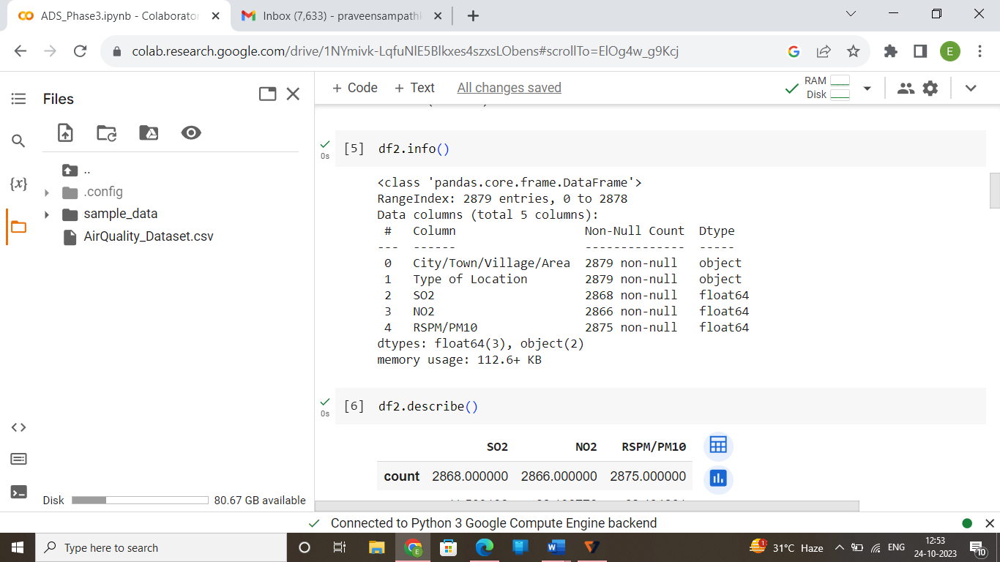 ADS_Phase3.ipynb - Colaborator
Inbox (7,633) - praveensampathk
colab.research.google.com/drive/1NYmivk-LqfuNlE5Blkxes4szxsLObens#scrollTo=ElOg4w_g9Kcj
E
Files
+ Code + Text All changes saved
RAM
Disk
{x}
..
.config
sample_data
AirQuality_Dataset.csv
0s
[5] df2.info()
<class 'pandas.core.frame.DataFrame'>
RangeIndex: 2879 entries, 0 to 2878
Data columns (total 5 columns):
# Column Non-Null Count Dtype
--- ------ -------------- -----
0 City/Town/Village/Area 2879 non-null object
1 Type of Location 2879 non-null object
2 SO2 2868 non-null float64
3 NO2 2866 non-null float64
4 RSPM/PM10 2875 non-null float64
dtypes: float64(3), object(2)
memory usage: 112.6+ KB
0s
[6] df2.describe()
SO2 NO2 RSPM/PM10
count 2868.000000 2866.000000 2875.000000
Disk 80.67 GB available
Connected to Python 3 Google Compute Engine backend
Type here to search
31°C Haze
ENG
12:53
24-10-2023
10